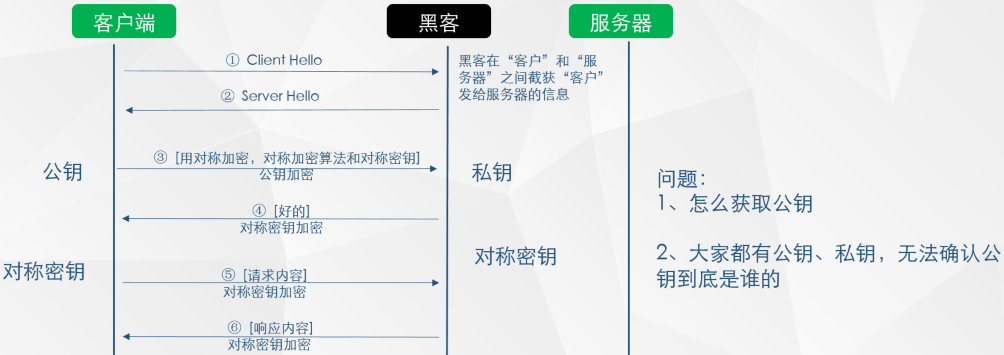 客户端
黑客
服务器
① Client Hello
黑客在“客户”和“服
务器”之间截获“客户”
发给服务器的信息
② Server Hello
③ [用对称加密，对称加密算法和对称密钥]
公钥加密
公钥
私钥
④ [好的]
对称密钥加密
对称密钥
对称密钥
⑤ [请求内容]
对称密钥加密
⑥ [响应内容]
对称密钥加密
问题：
1、怎么获取公钥
2、大家都有公钥、私钥，无法确认公
钥到底是谁的